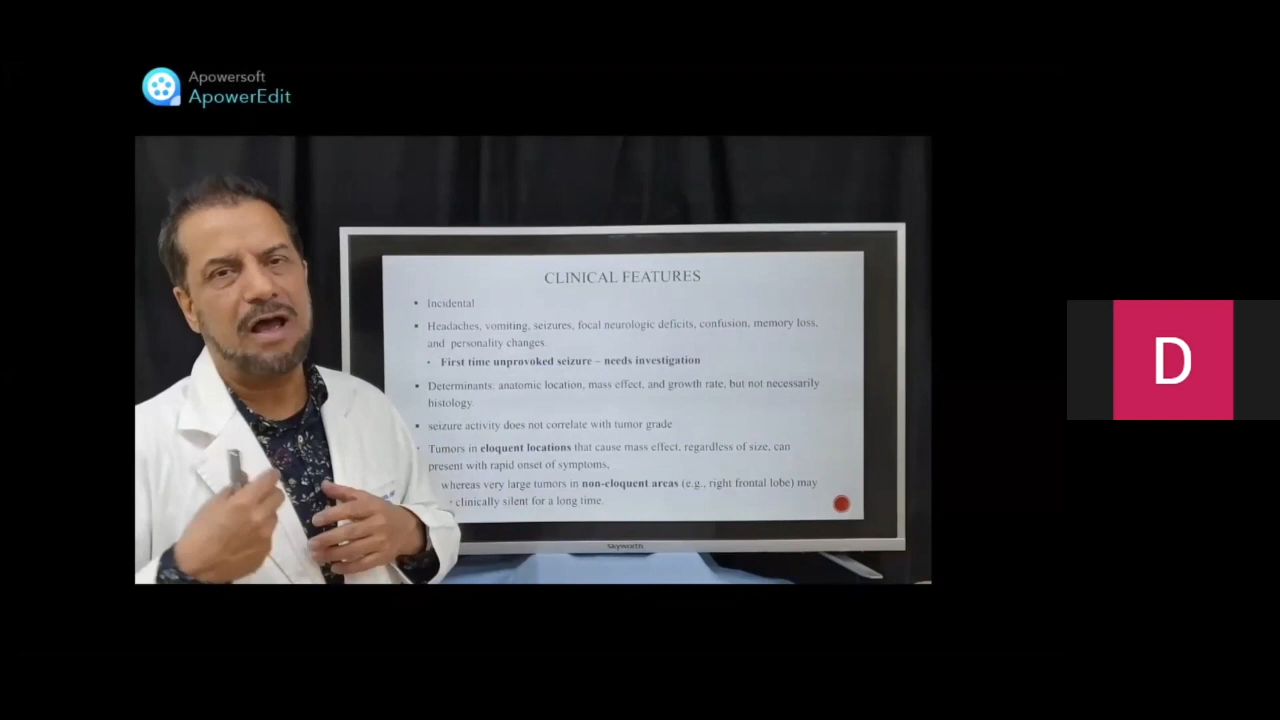 Apowersoft
ApowerEdit
CLINICAL FEATURES
▪ Incidental
▪ Headaches, vomiting, seizures, focal neurologic deficits, confusion, memory loss,
and personality changes.
• First time unprovoked seizure – needs investigation
▪ Determinants: anatomic location, mass effect, and growth rate, but not necessarily
histology.
▪ seizure activity does not correlate with tumor grade
Tumors in eloquent locations that cause mass effect, regardless of size, can
present with rapid onset of symptoms,
whereas very large tumors in non-eloquent areas (e.g., right frontal lobe) may
clinically silent for a long time.
Skyworth
D